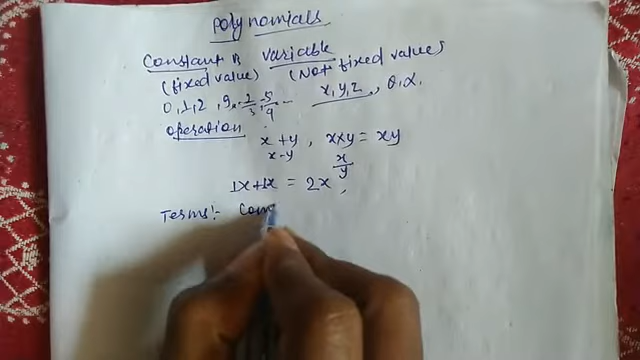 Polynomials
Constant & Variable
(fixed value) (Not fixed value)
0, 1, 2, 9, -2/3, 5/9 -- x, y, z, θ, α.
operation x + y , x×y = xy
x - y x/y
1x + 1x = 2x ,
Terms:- Com